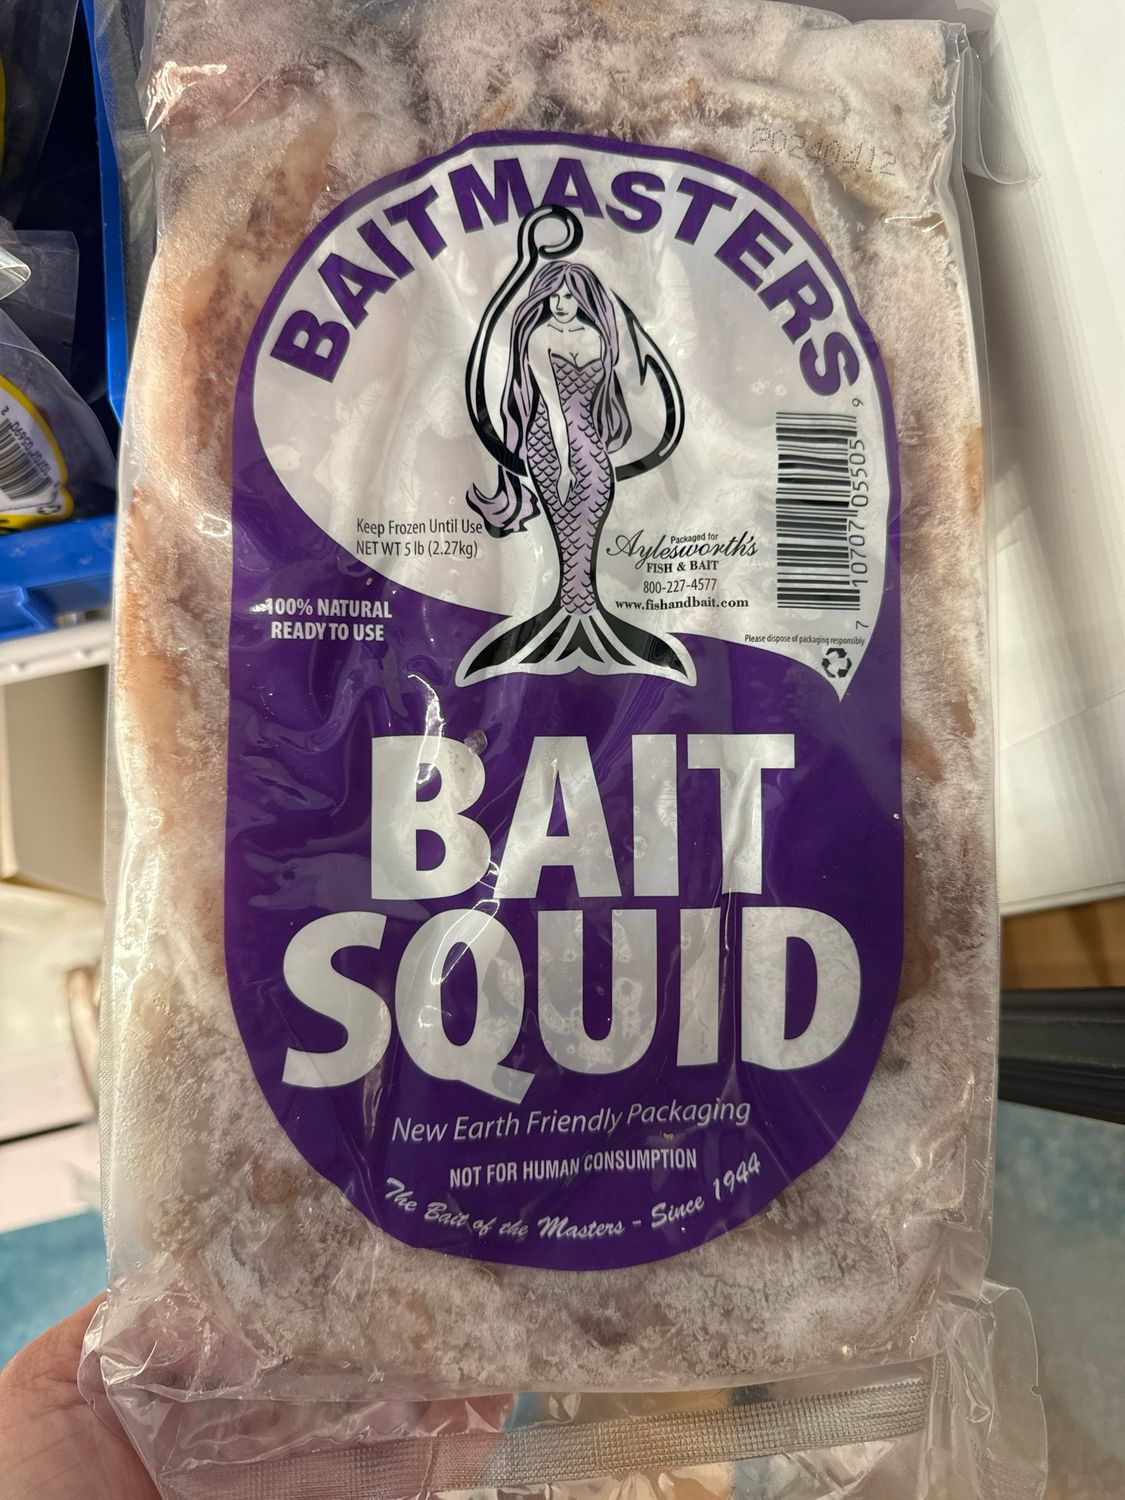 20240412
BAITMASTERS
Keep Frozen Until Use
NET WT 5 lb (2.27kg)
Packaged for
Aylesworth's
FISH & BAIT
800-227-4577
www.fishandbait.com
7 10707 05505 9
Please dispose of packaging responsibly
100% NATURAL
READY TO USE
BAIT
SQUID
New Earth Friendly Packaging
NOT FOR HUMAN CONSUMPTION
The Bait of the Masters - Since 1944